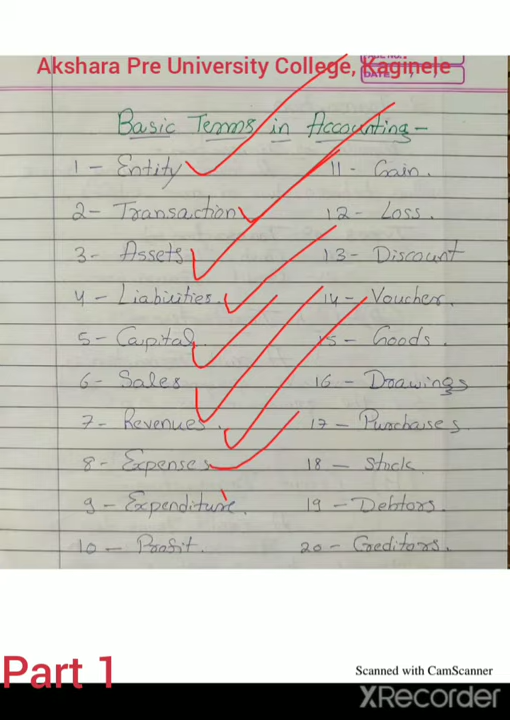 Akshara Pre University College, Kaginele
DATE
Basic Terms in Accounting -
1 - Entity
2 - Transaction
3 - Assets
4 - Liabilities.
5 - Capital
6 - Sales
7 - Revenues.
8 - Expenses
9 - Expenditure.
10 - Profit.
11 - Gain.
12 - Loss.
13 - Discount
14 - Voucher.
15 - Goods.
16 - Drawings
17 - Purchases
18 - Stock
19 - Debtors.
20 - Creditors.
Part 1
Scanned with CamScanner
XRecorder